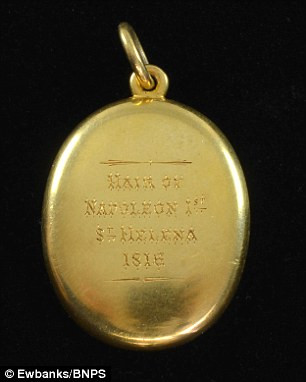 HAIR OF
NAPOLEON 1st
St HELENA
1816
© Ewbanks/BNPS